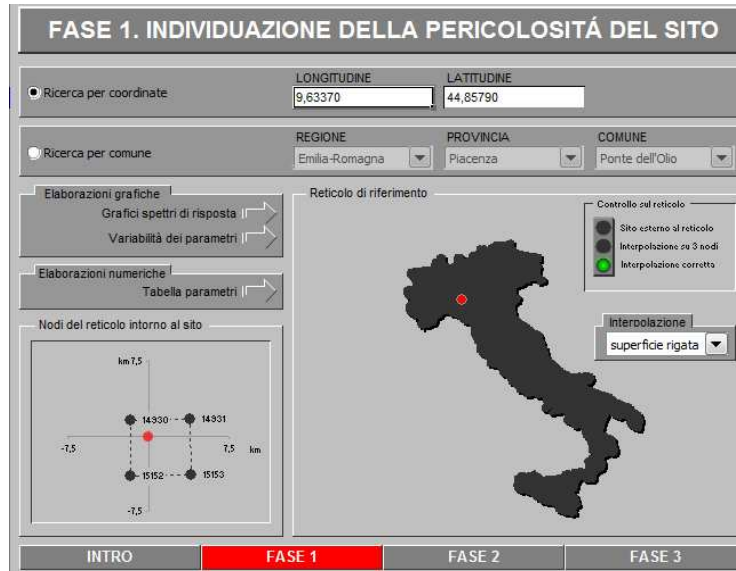 FASE 1. INDIVIDUAZIONE DELLA PERICOLOSITÁ DEL SITO
LONGITUDINE LATITUDINE
Ricerca per coordinate 9,63370 44,85790
REGIONE PROVINCIA COMUNE
Ricerca per comune Emilia-Romagna Piacenza Ponte dell'Olio
Elaborazioni grafiche
Grafici spettri di risposta
Variabilità dei parametri
Elaborazioni numeriche
Tabella parametri
Nodi del reticolo intorno al sito
km 7,5
14930 14931
-7,5 7,5 km
15152 15153
-7,5
Reticolo di riferimento
Controllo sul reticolo
Sito esterno al reticolo
Interpolazione su 3 nodi
Interpolazione corretta
Interpolazione
superficie rigata
INTRO FASE 1 FASE 2 FASE 3